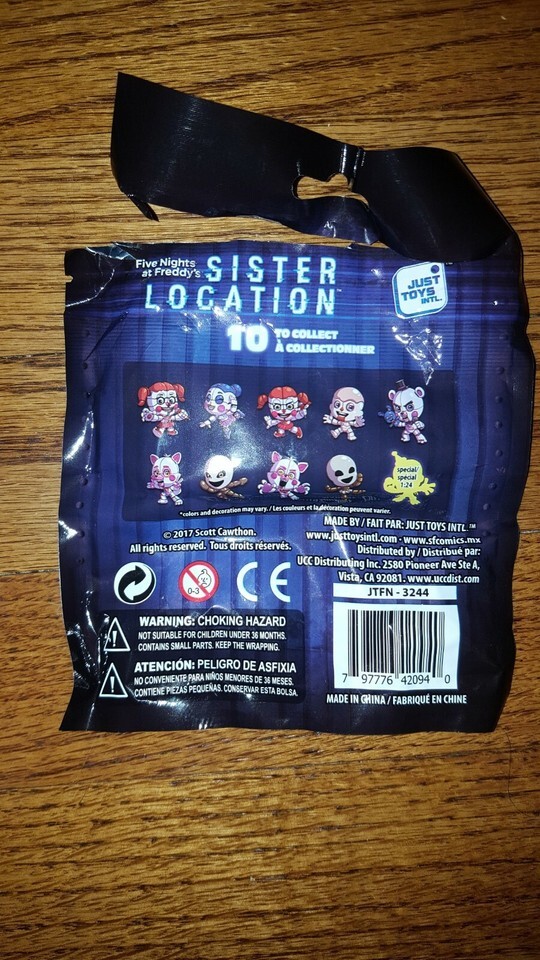 Five Nights
at Freddy's
SISTER
LOCATION™
JUST
TOYS
INTL.
10 TO COLLECT
À COLLECTIONNER
special/
special
1:24
*colors and decoration may vary. / Les couleurs et la décoration peuvent varier.
© 2017 Scott Cawthon.
All rights reserved. Tous droits réservés.
MADE BY / FAIT PAR: JUST TOYS INTL.™
www.justtoysintl.com - www.sfcomics.mx
Distributed by / Distribué par:
UCC Distributing Inc. 2580 Pioneer Ave Ste A,
Vista, CA 92081. www.uccdist.com
0-3
CE
JTFN - 3244
WARNING: CHOKING HAZARD
NOT SUITABLE FOR CHILDREN UNDER 36 MONTHS.
CONTAINS SMALL PARTS. KEEP THE WRAPPING.
ATENCIÓN: PELIGRO DE ASFIXIA
NO CONVENIENTE PARA NIÑOS MENORES DE 36 MESES.
CONTIENE PIEZAS PEQUEÑAS. CONSERVAR ESTA BOLSA.
7 97776 42094 0
MADE IN CHINA / FABRIQUÉ EN CHINE